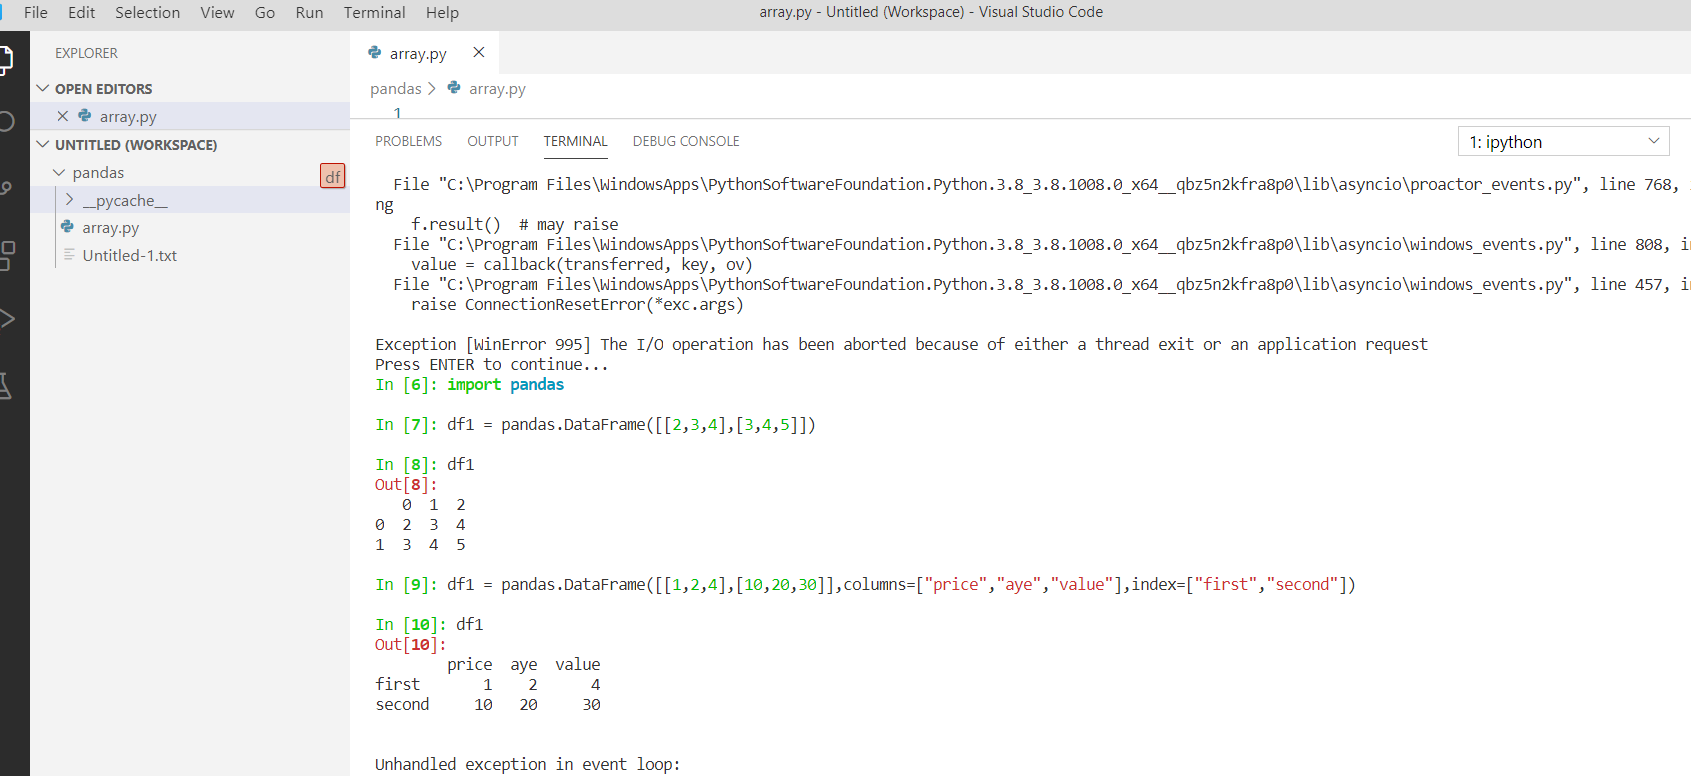 File Edit Selection View Go Run Terminal Help
array.py - Untitled (Workspace) - Visual Studio Code
EXPLORER
OPEN EDITORS
array.py
UNTITLED (WORKSPACE)
pandas
df
__pycache__
array.py
Untitled-1.txt
array.py
pandas > array.py
1
PROBLEMS OUTPUT TERMINAL DEBUG CONSOLE
1: ipython
File "C:\Program Files\WindowsApps\PythonSoftwareFoundation.Python.3.8_3.8.1008.0_x64__qbz5n2kfra8p0\lib\asyncio\proactor_events.py", line 768,
ng
f.result()  # may raise
File "C:\Program Files\WindowsApps\PythonSoftwareFoundation.Python.3.8_3.8.1008.0_x64__qbz5n2kfra8p0\lib\asyncio\windows_events.py", line 808, i
value = callback(transferred, key, ov)
File "C:\Program Files\WindowsApps\PythonSoftwareFoundation.Python.3.8_3.8.1008.0_x64__qbz5n2kfra8p0\lib\asyncio\windows_events.py", line 457, i
raise ConnectionResetError(*exc.args)
Exception [WinError 995] The I/O operation has been aborted because of either a thread exit or an application request
Press ENTER to continue...
In [6]: import pandas
In [7]: df1 = pandas.DataFrame([[2,3,4],[3,4,5]])
In [8]: df1
Out[8]:
0 1 2
0 2 3 4
1 3 4 5
In [9]: df1 = pandas.DataFrame([[1,2,4],[10,20,30]],columns=["price","aye","value"],index=["first","second"])
In [10]: df1
Out[10]:
price aye value
first 1 2 4
second 10 20 30
Unhandled exception in event loop: